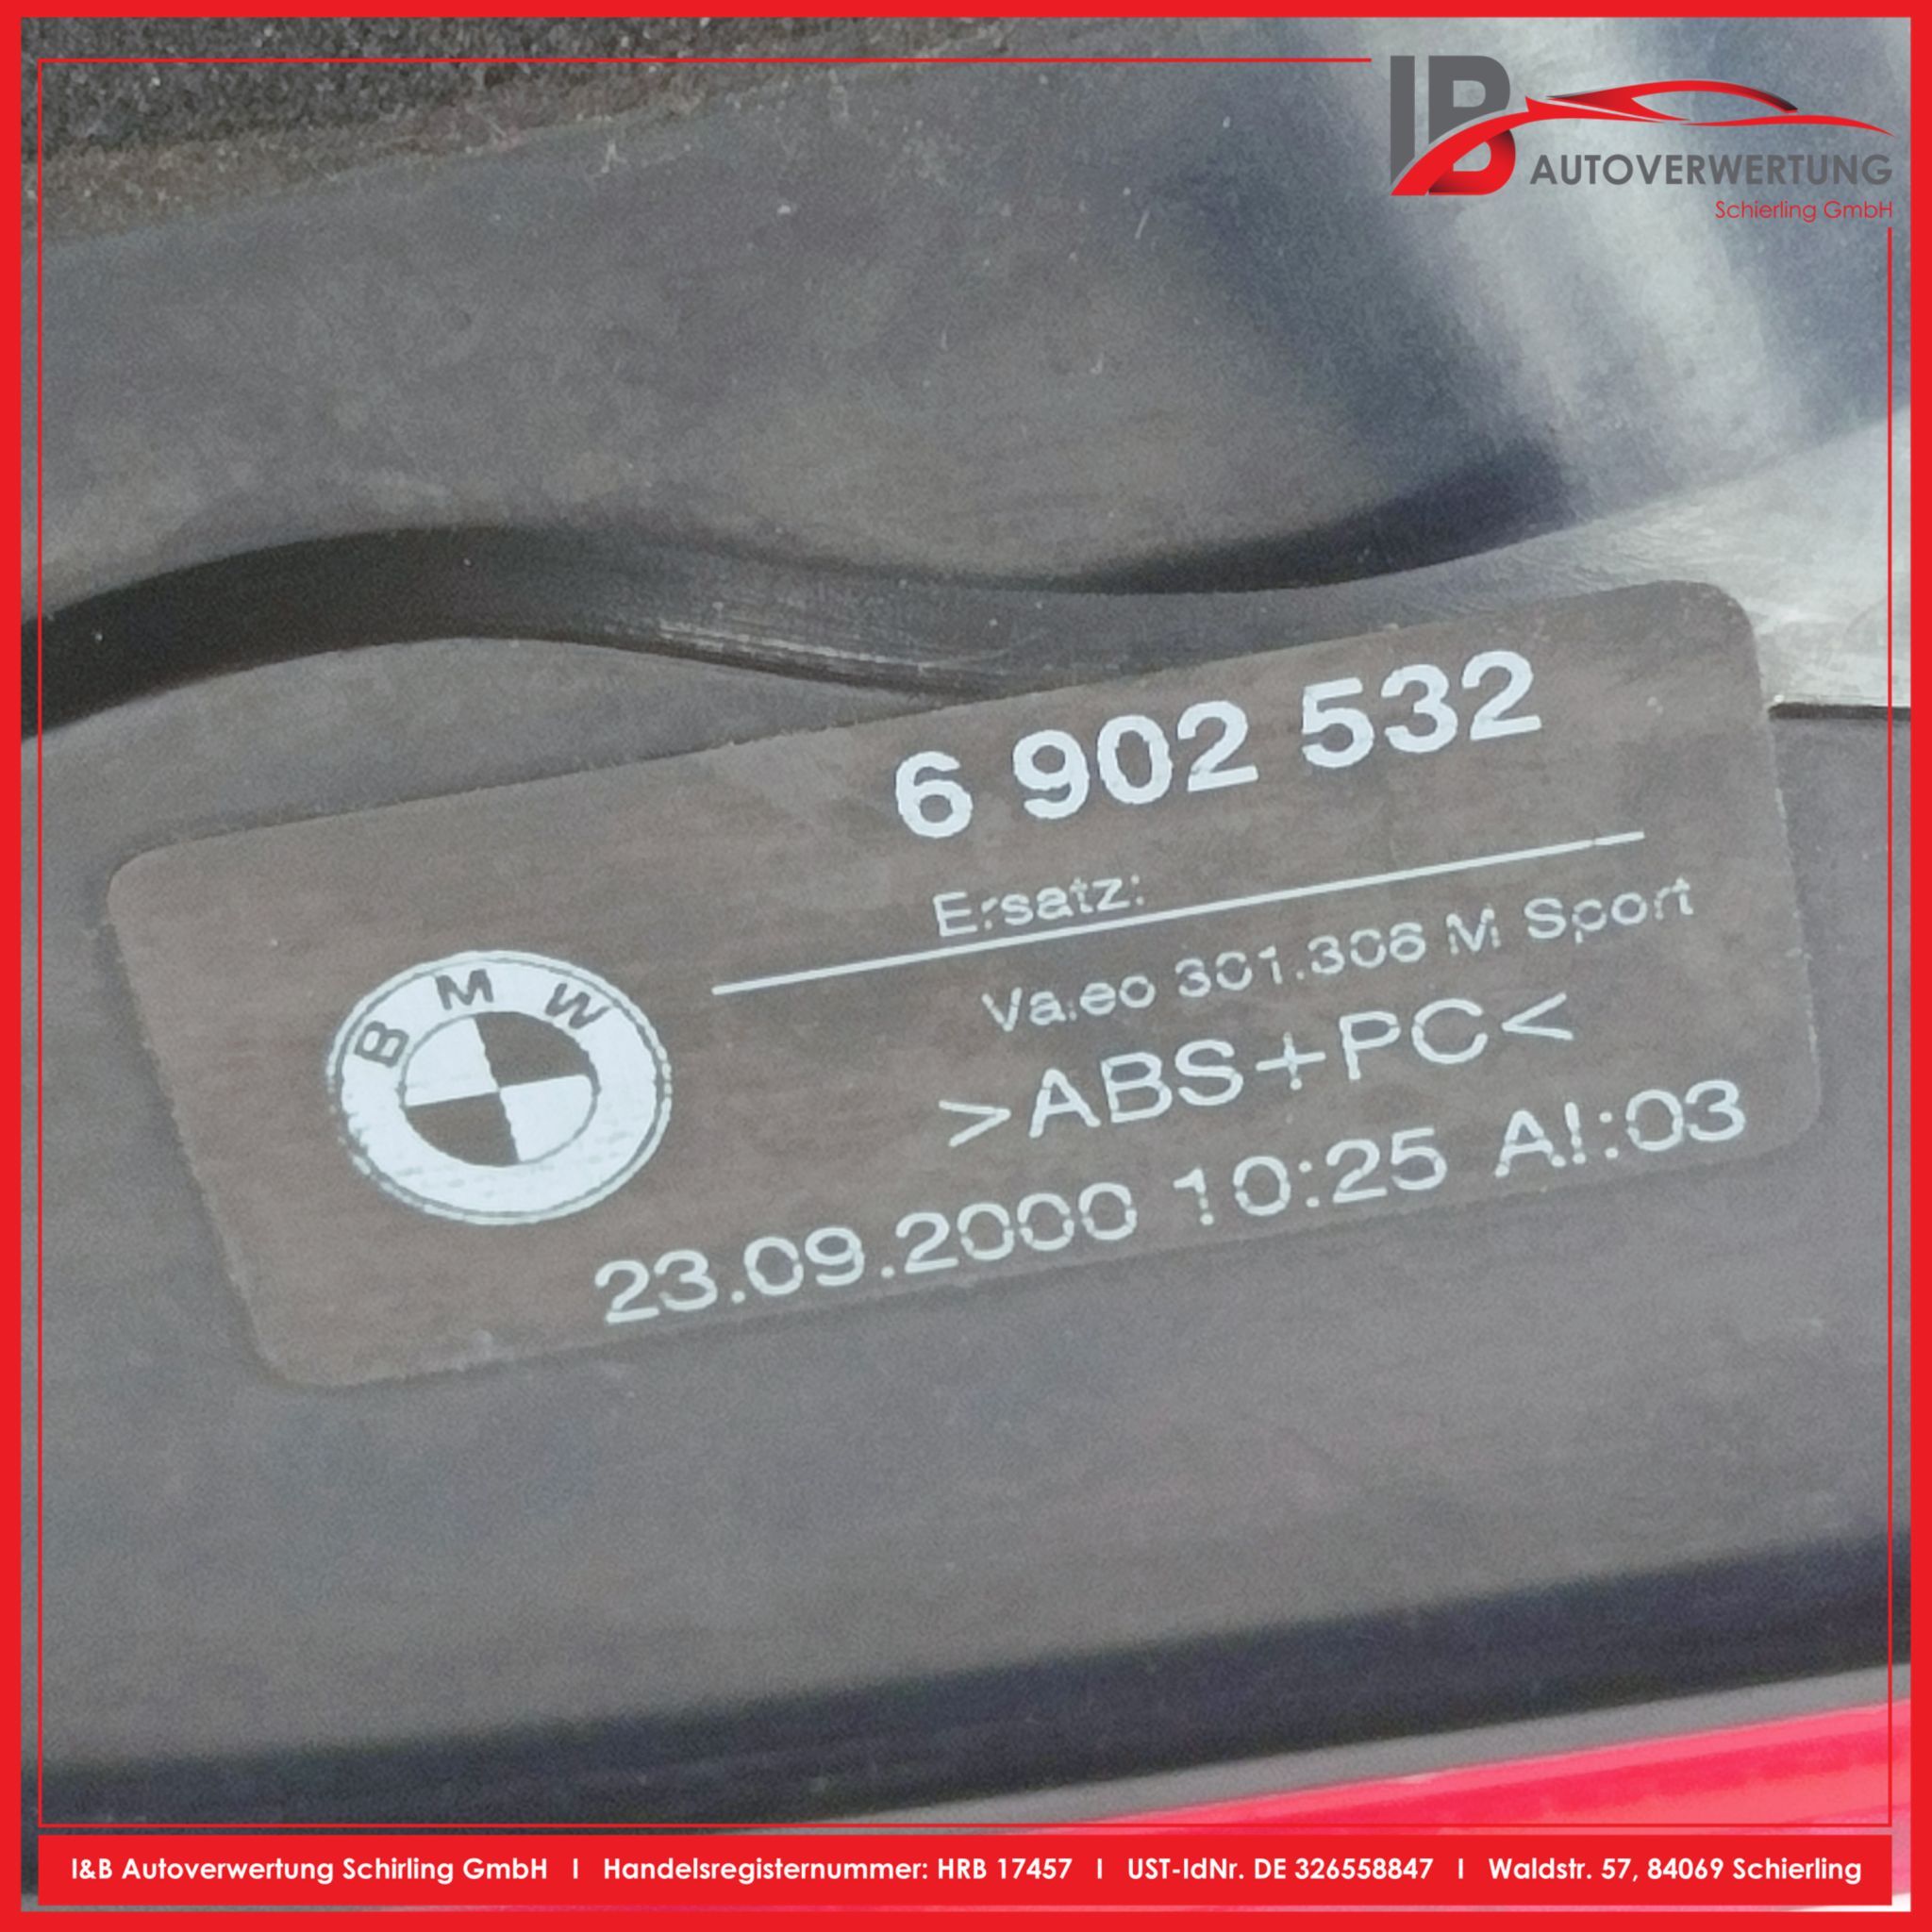 IB
AUTOVERWERTUNG
Schierling GmbH
6 902 532
Ersatz:
Valeo 301.306 M Sport
>ABS+PC<
23.09.2000 10:25 AI:03
BMW
I&B Autoverwertung Schirling GmbH I Handelsregisternummer: HRB 17457 I UST-IdNr. DE 326558847 I Waldstr. 57, 84069 Schierling